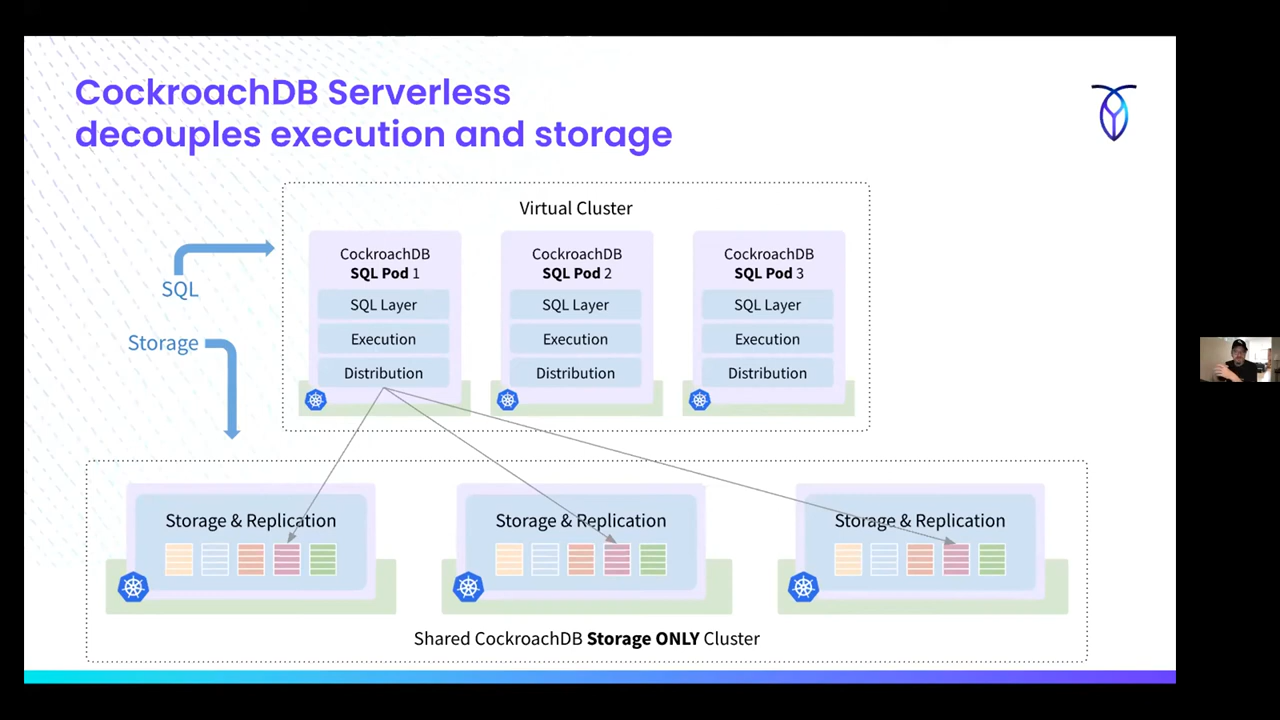 CockroachDB Serverless
decouples execution and storage
Virtual Cluster
SQL
Storage
CockroachDB
SQL Pod 1
SQL Layer
Execution
Distribution
CockroachDB
SQL Pod 2
SQL Layer
Execution
Distribution
CockroachDB
SQL Pod 3
SQL Layer
Execution
Distribution
Storage & Replication
Storage & Replication
Storage & Replication
Shared CockroachDB Storage ONLY Cluster